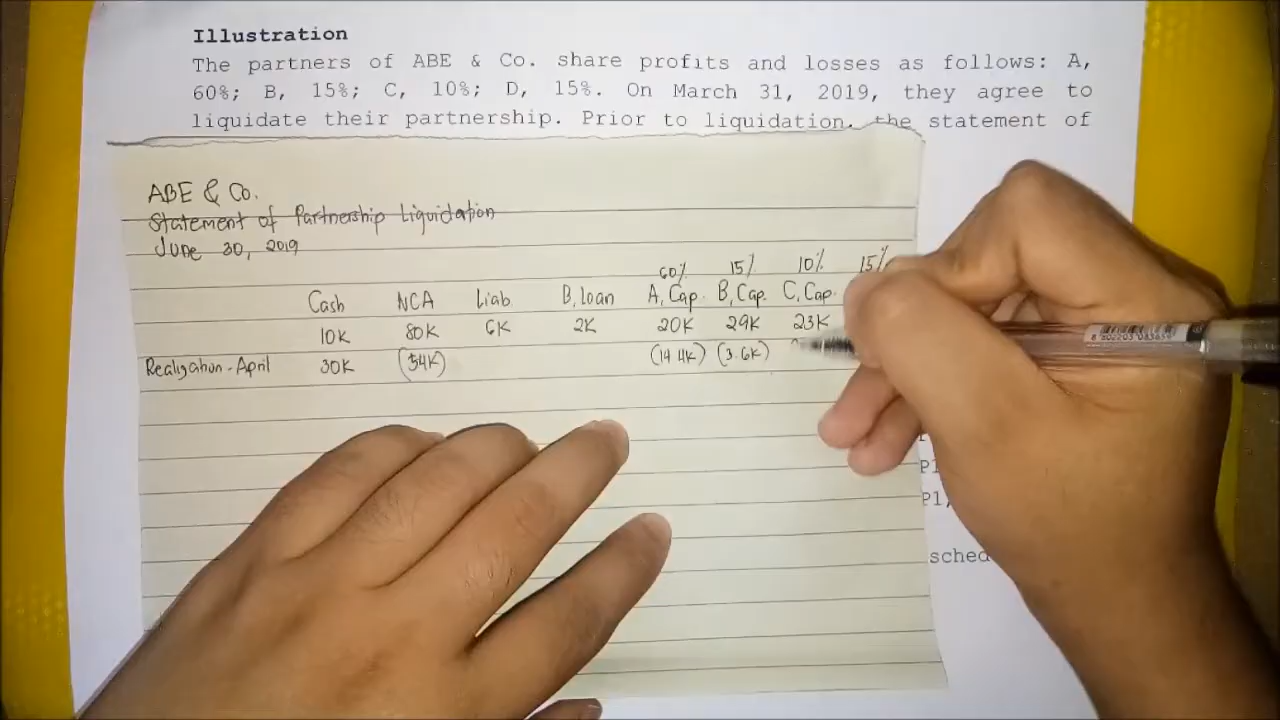 Illustration
The partners of ABE & Co. share profits and losses as follows: A,
60%; B, 15%; C, 10%; D, 15%. On March 31, 2019, they agree to
liquidate their partnership. Prior to liquidation, the statement of
ABE & Co.
Statement of Partnership Liquidation
June 30, 2019
60% 15% 10% 15%
Cash NCA Liab. B, Loan A, Cap. B, Cap. C, Cap.
10K 80K 6K 2K 20K 29K 23K
Realization - April 30K (54K) (14.4K) (3.6K)
P1
P1,
sched